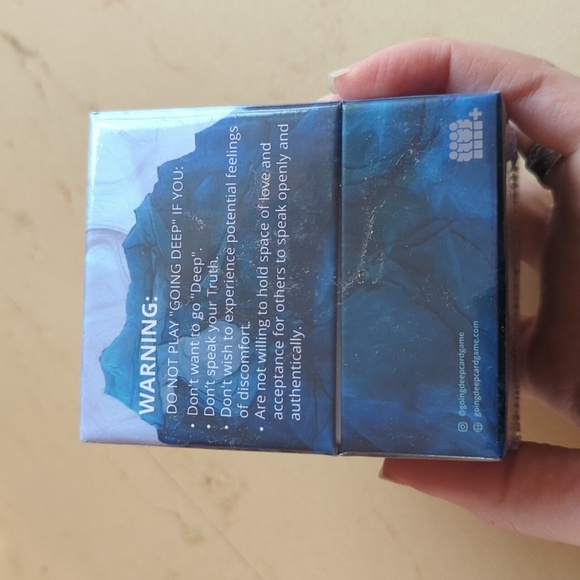 WARNING:
DO NOT PLAY "GOING DEEP" IF YOU:
• Don't want to go "Deep".
• Don't speak your Truth.
• Don't wish to experience potential feelings
of discomfort.
• Are not willing to hold space of love and
acceptance for others to speak openly and
authentically.
@goingdeepcardgame
goingdeepcardgame.com